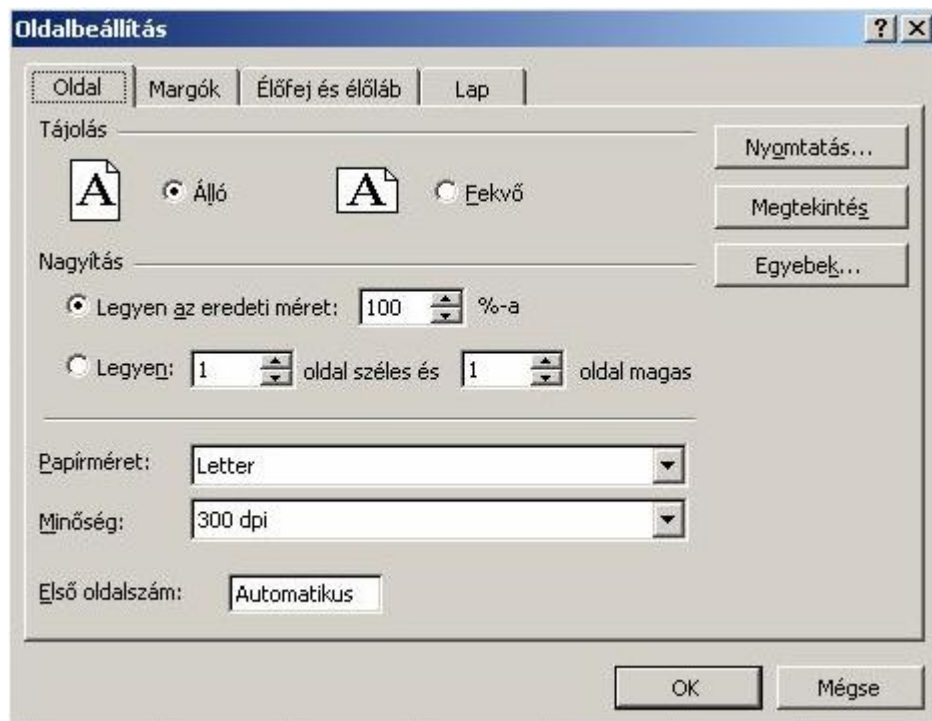 Oldalbeállítás
Oldal Margók Élőfej és élőláb Lap
Tájolás
Nyomtatás...
A Álló A Fekvő
Megtekintés
Nagyítás
Egyebek...
Legyen az eredeti méret: 100 %-a
Legyen: 1 oldal széles és 1 oldal magas
Papírméret: Letter
Minőség: 300 dpi
Első oldalszám: Automatikus
OK Mégse